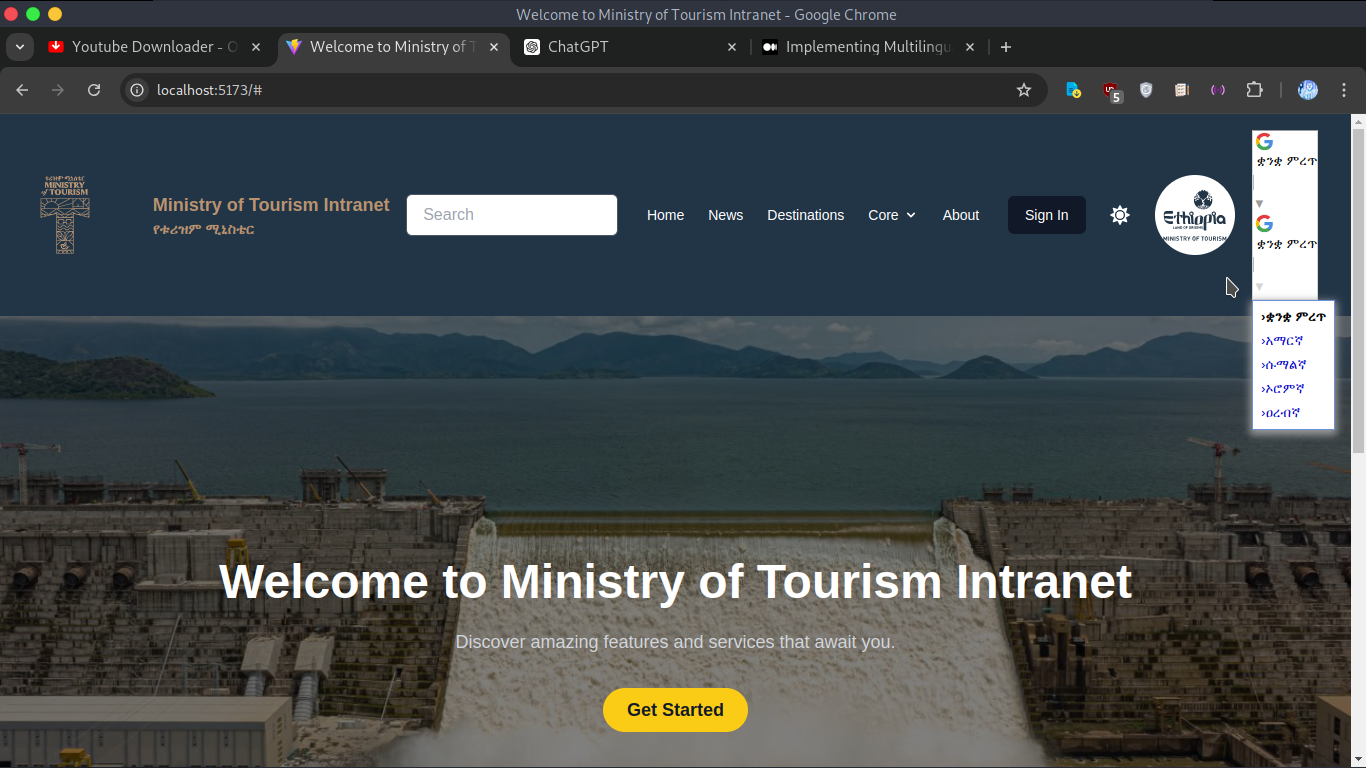 Welcome to Ministry of Tourism Intranet - Google Chrome
Youtube Downloader - O
Welcome to Ministry of T
ChatGPT
Implementing Multilingu
localhost:5173/#
5
ቱሪዝም ሚኒስቴር
MINISTRY
of TOURISM
Ministry of Tourism Intranet
የቱሪዝም ሚኒስቴር
Search
Home
News
Destinations
Core
About
Sign In
Ethiopia
LAND OF ORIGINS
MINISTRY OF TOURISM
ቋንቋ ምረጥ
▼
ቋንቋ ምረጥ
▼
›ቋንቋ ምረጥ
›አማርኛ
›ሱማልኛ
›ኦሮምኛ
›ዐረብኛ
Welcome to Ministry of Tourism Intranet
Discover amazing features and services that await you.
Get Started